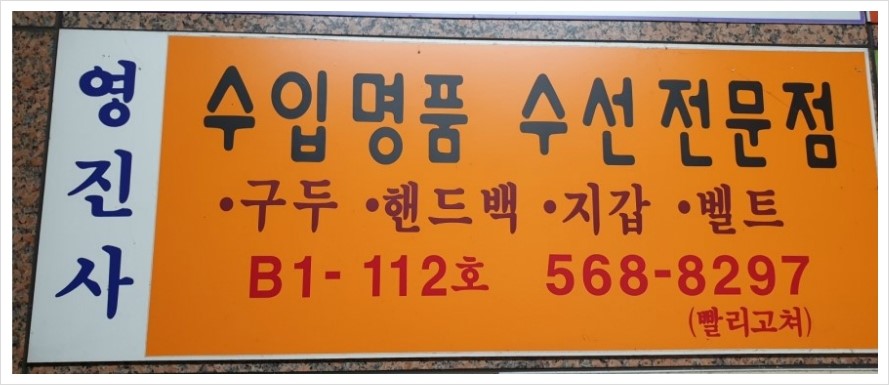 영진사
수입명품 수선전문점
·구두 ·핸드백 ·지갑 ·벨트
B1-112호 568-8297
(빨리고쳐)